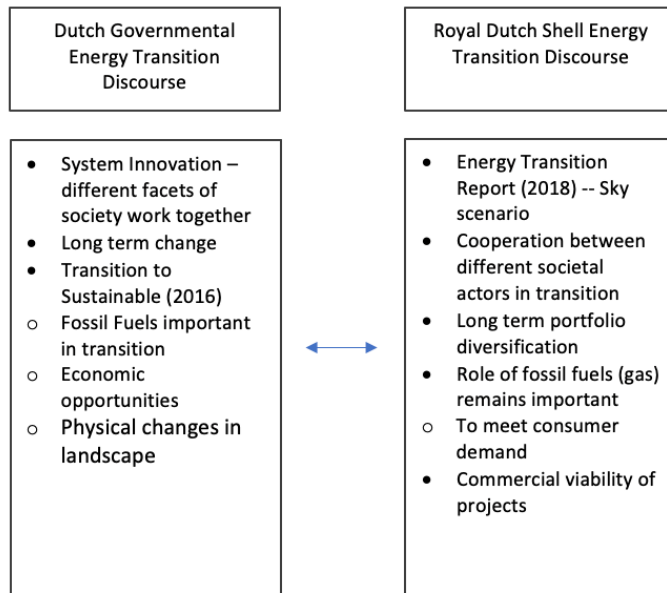 Dutch Governmental
Energy Transition
Discourse
Royal Dutch Shell Energy
Transition Discourse
• System Innovation –
different facets of
society work together
• Long term change
• Transition to
Sustainable (2016)
o Fossil Fuels important
in transition
o Economic
opportunities
o Physical changes in
landscape
• Energy Transition
Report (2018) -- Sky
scenario
• Cooperation between
different societal
actors in transition
• Long term portfolio
diversification
• Role of fossil fuels (gas)
remains important
o To meet consumer
demand
• Commercial viability of
projects